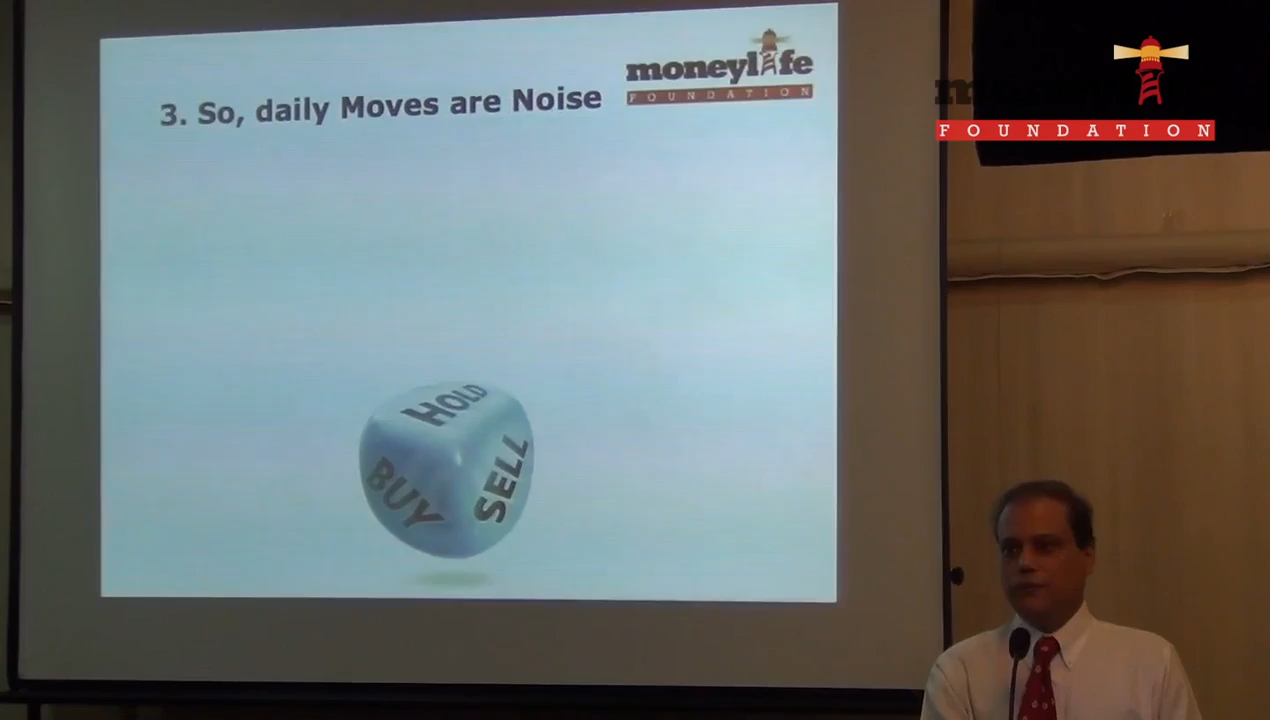 3. So, daily Moves are Noise
moneylife
FOUNDATION
FOUNDATION
HOLD
BUY
SELL